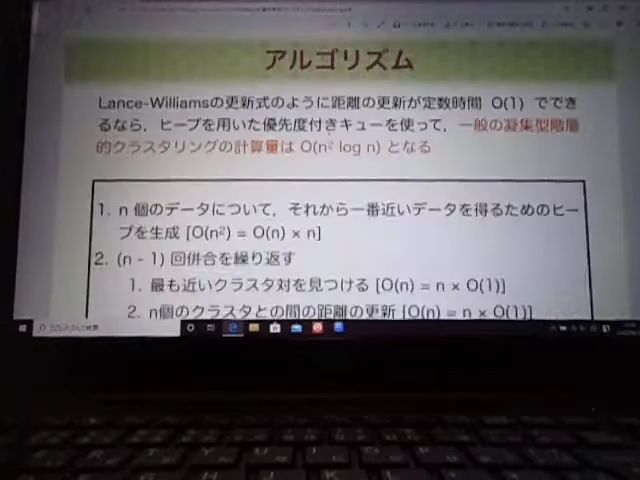 アルゴリズム
Lance-Williamsの更新式のように距離の更新が定数時間 O(1) ででき
るなら，ヒープを用いた優先度付きキューを使って，一般の凝集型階層
的クラスタリングの計算量は O(n² log n) となる
1. n 個のデータについて，それから一番近いデータを得るためのヒー
プを生成 [O(n²) = O(n) × n]
2. (n - 1) 回併合を繰り返す
1. 最も近いクラスタ対を見つける [O(n) = n × O(1)]
2. n個のクラスタとの間の距離の更新 [O(n) = n × O(1)]